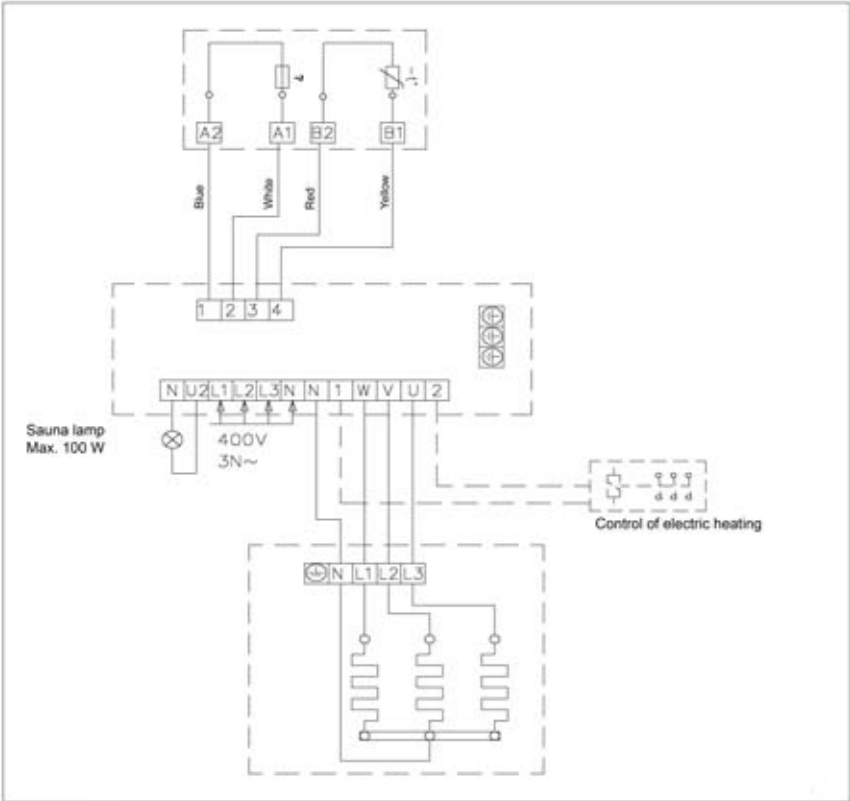 A2 A1 B2 B1
Blue
White
Red
Yellow
1 2 3 4
N U2 L1 L2 L3 N N 1 W V U 2
Sauna lamp
Max. 100 W
400V
3N~
Control of electric heating
N L1 L2 L3